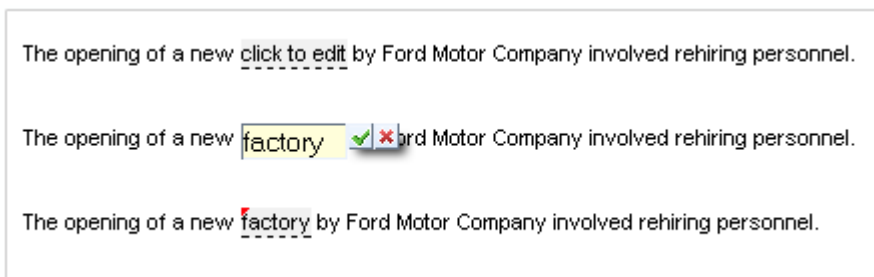 The opening of a new click to edit by Ford Motor Company involved rehiring personnel.
The opening of a new factory ord Motor Company involved rehiring personnel.
The opening of a new factory by Ford Motor Company involved rehiring personnel.